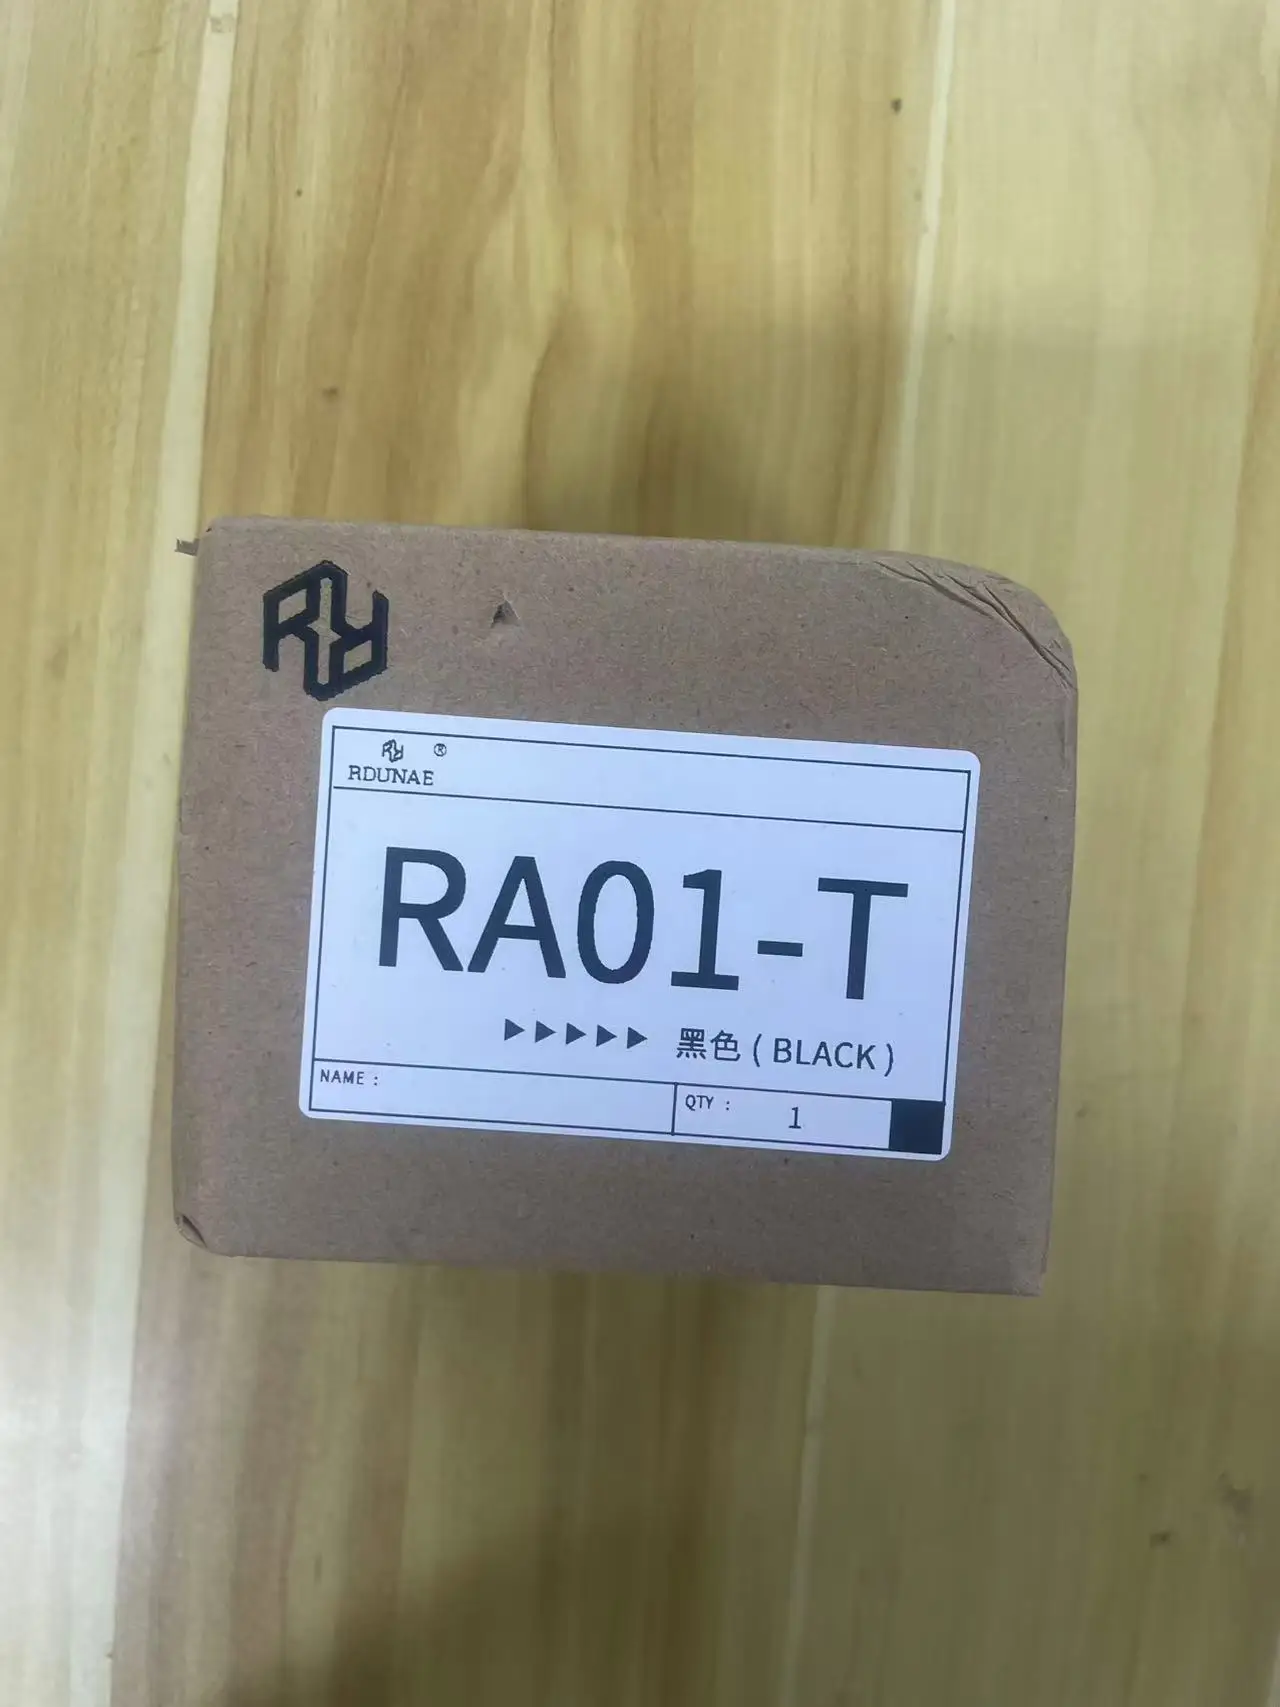 RDUNAE ®
RA01-T
▶▶▶▶▶ 黑色 ( BLACK )
NAME :
QTY : 1